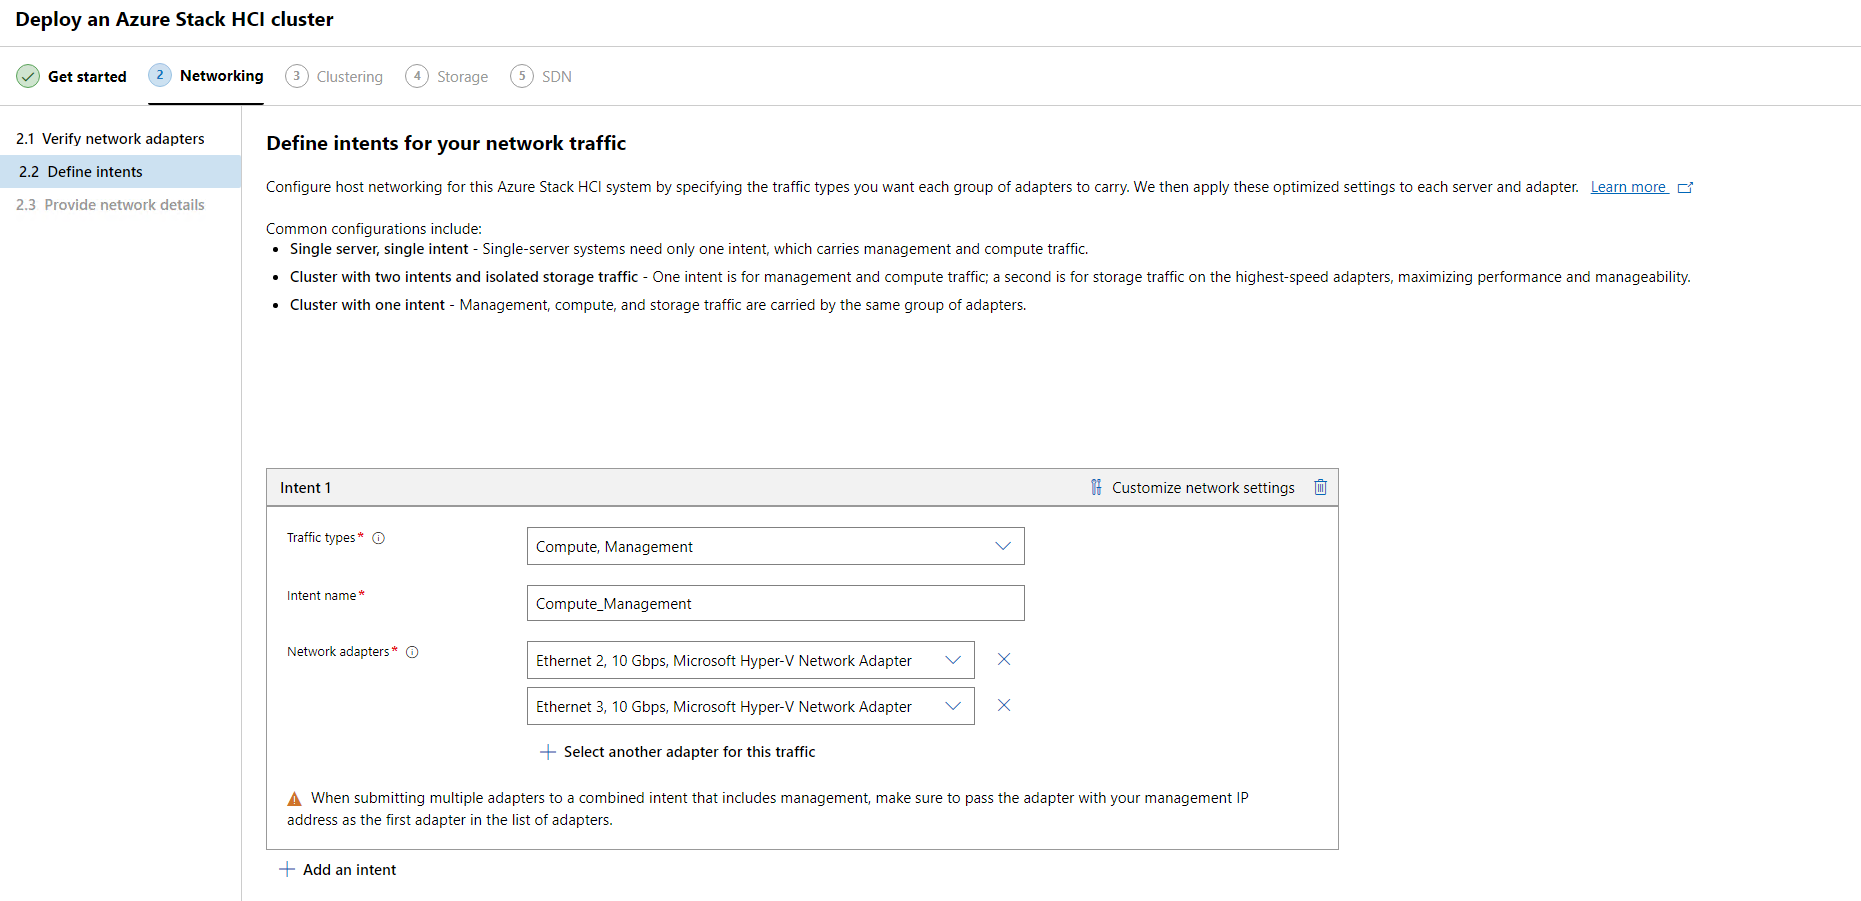 Deploy an Azure Stack HCI cluster
Get started
2 Networking
3 Clustering
4 Storage
5 SDN
2.1 Verify network adapters
2.2 Define intents
2.3 Provide network details
Define intents for your network traffic
Configure host networking for this Azure Stack HCI system by specifying the traffic types you want each group of adapters to carry. We then apply these optimized settings to each server and adapter. Learn more
Common configurations include:
• Single server, single intent - Single-server systems need only one intent, which carries management and compute traffic.
• Cluster with two intents and isolated storage traffic - One intent is for management and compute traffic; a second is for storage traffic on the highest-speed adapters, maximizing performance and manageability.
• Cluster with one intent - Management, compute, and storage traffic are carried by the same group of adapters.
Intent 1
Customize network settings
Traffic types*
Compute, Management
Intent name*
Compute_Management
Network adapters*
Ethernet 2, 10 Gbps, Microsoft Hyper-V Network Adapter
Ethernet 3, 10 Gbps, Microsoft Hyper-V Network Adapter
Select another adapter for this traffic
When submitting multiple adapters to a combined intent that includes management, make sure to pass the adapter with your management IP
address as the first adapter in the list of adapters.
Add an intent